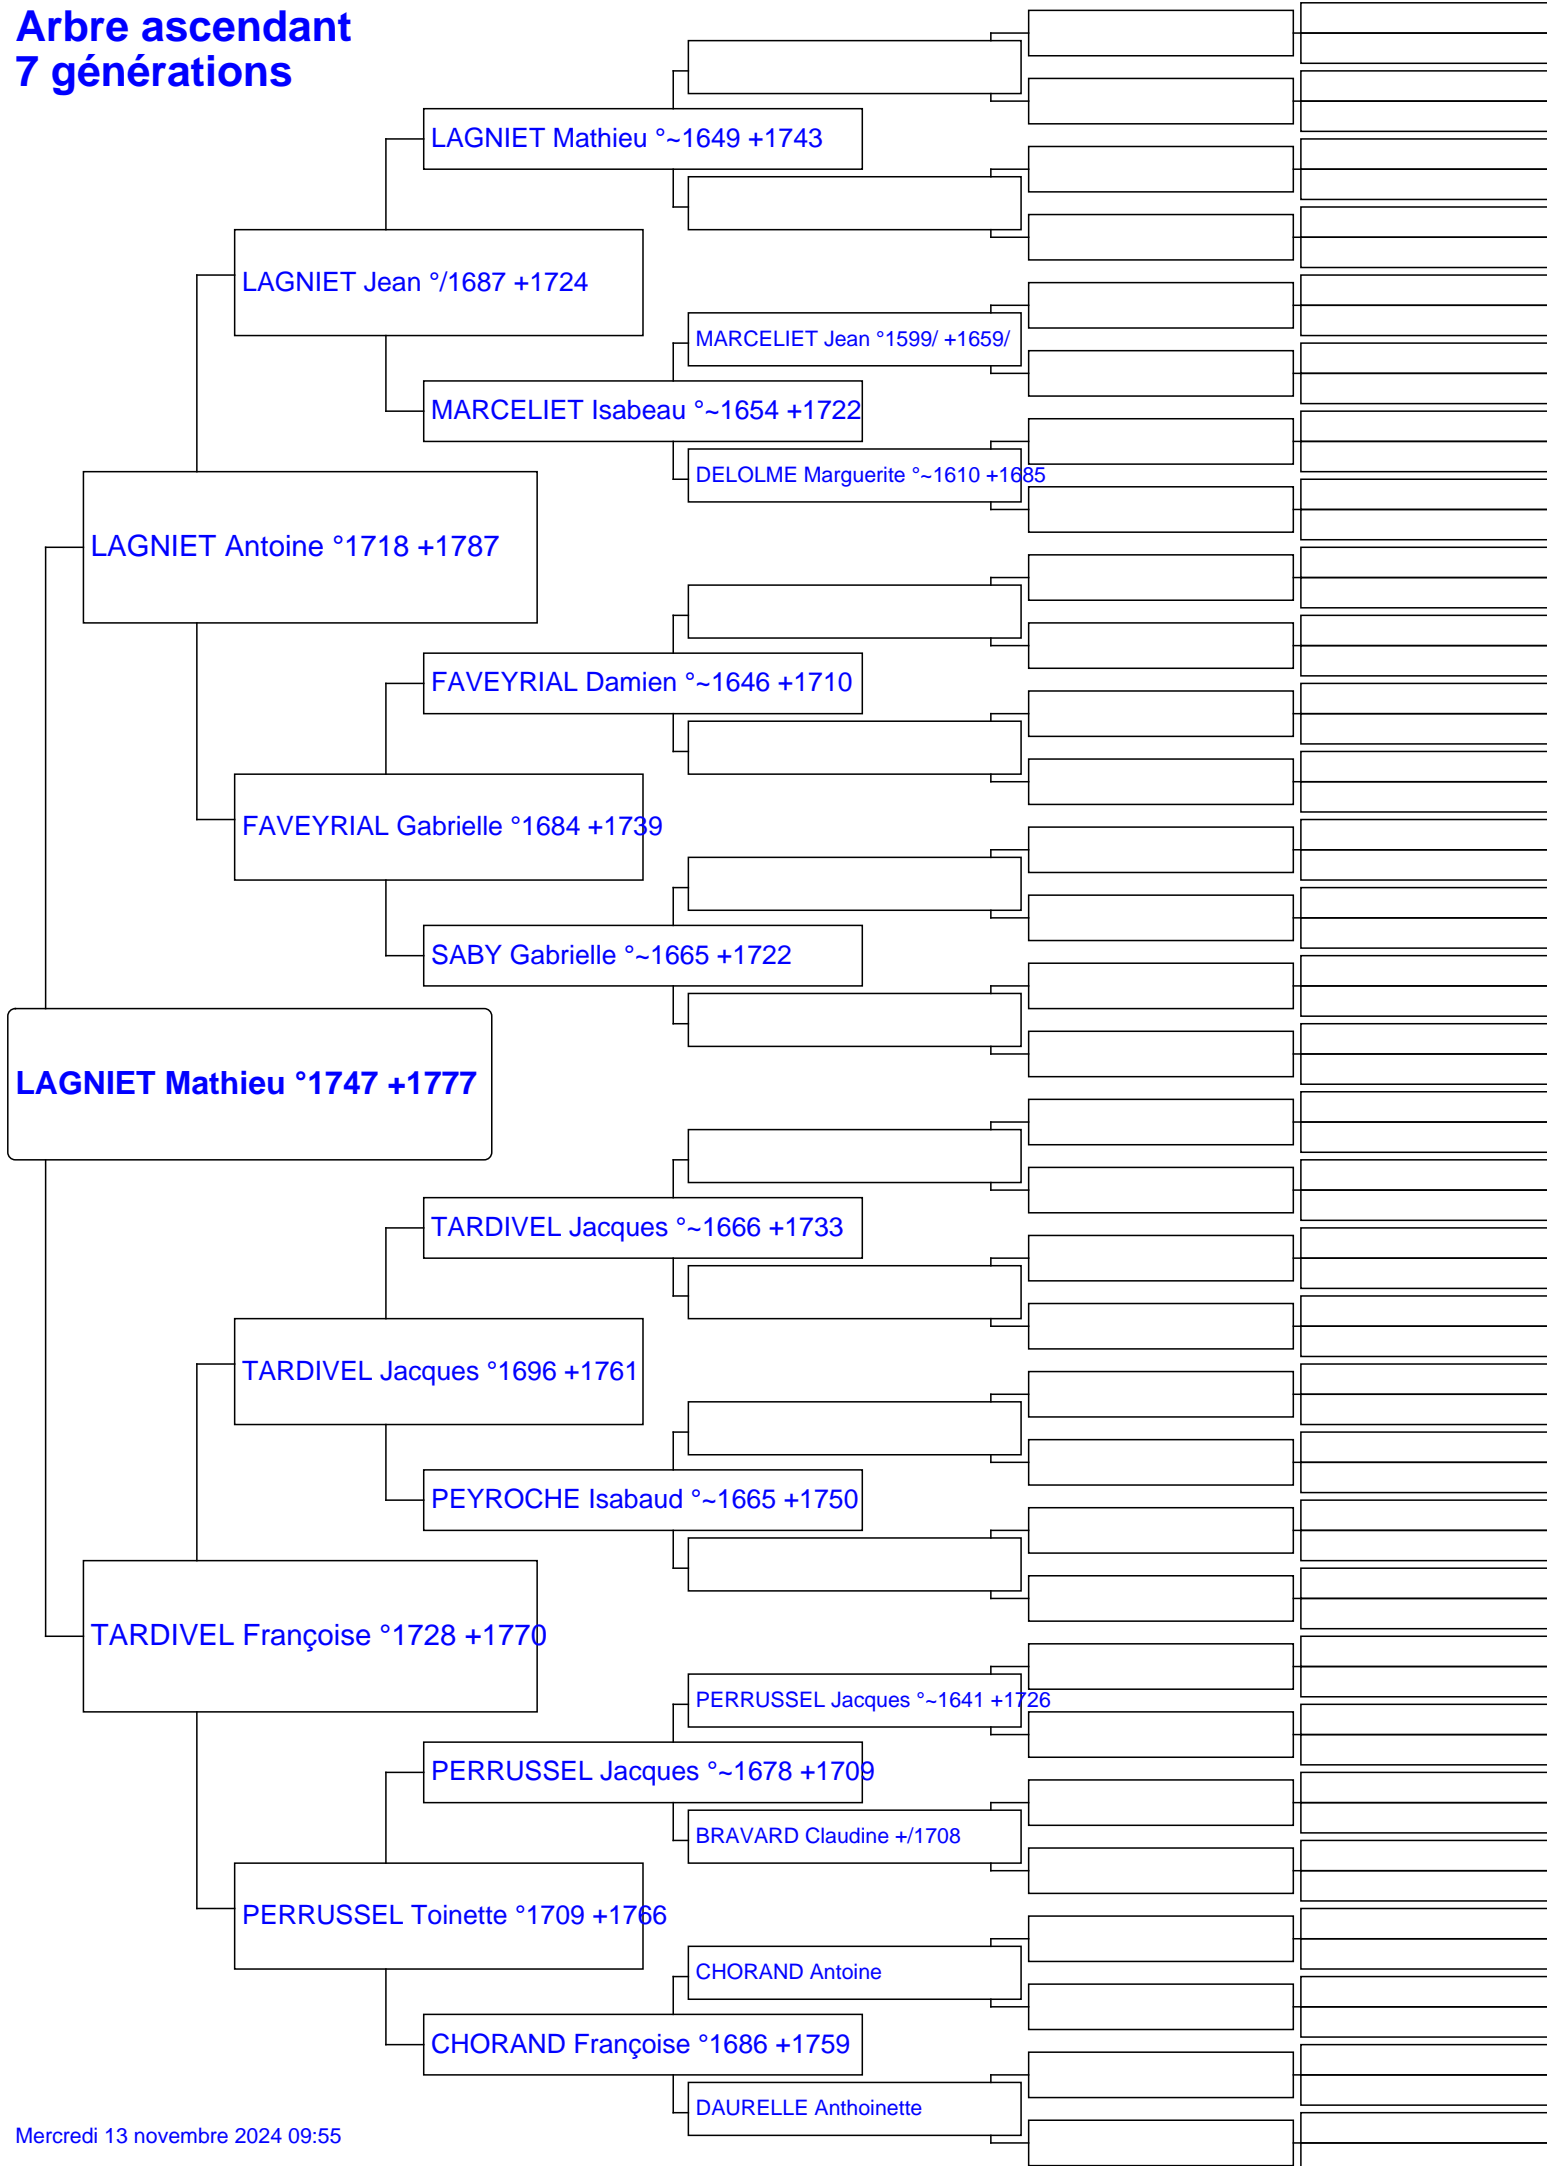 Arbre ascendant
7 générations
LAGNIET Mathieu °~1649 +1743
LAGNIET Jean °/1687 +1724
MARCELIET Jean °1599/ +1659/
MARCELIET Isabeau °~1654 +1722
DELOLME Marguerite °~1610 +1685
LAGNIET Antoine °1718 +1787
FAVEYRIAL Damien °~1646 +1710
FAVEYRIAL Gabrielle °1684 +1739
SABY Gabrielle °~1665 +1722
LAGNIET Mathieu °1747 +1777
TARDIVEL Jacques °~1666 +1733
TARDIVEL Jacques °1696 +1761
PEYROCHE Isabaud °~1665 +1750
TARDIVEL Françoise °1728 +1770
PERRUSSEL Jacques °~1641 +1726
PERRUSSEL Jacques °~1678 +1709
BRAVARD Claudine +/1708
PERRUSSEL Toinette °1709 +1766
CHORAND Antoine
CHORAND Françoise °1686 +1759
DAURELLE Anthoinette
Mercredi 13 novembre 2024 09:55